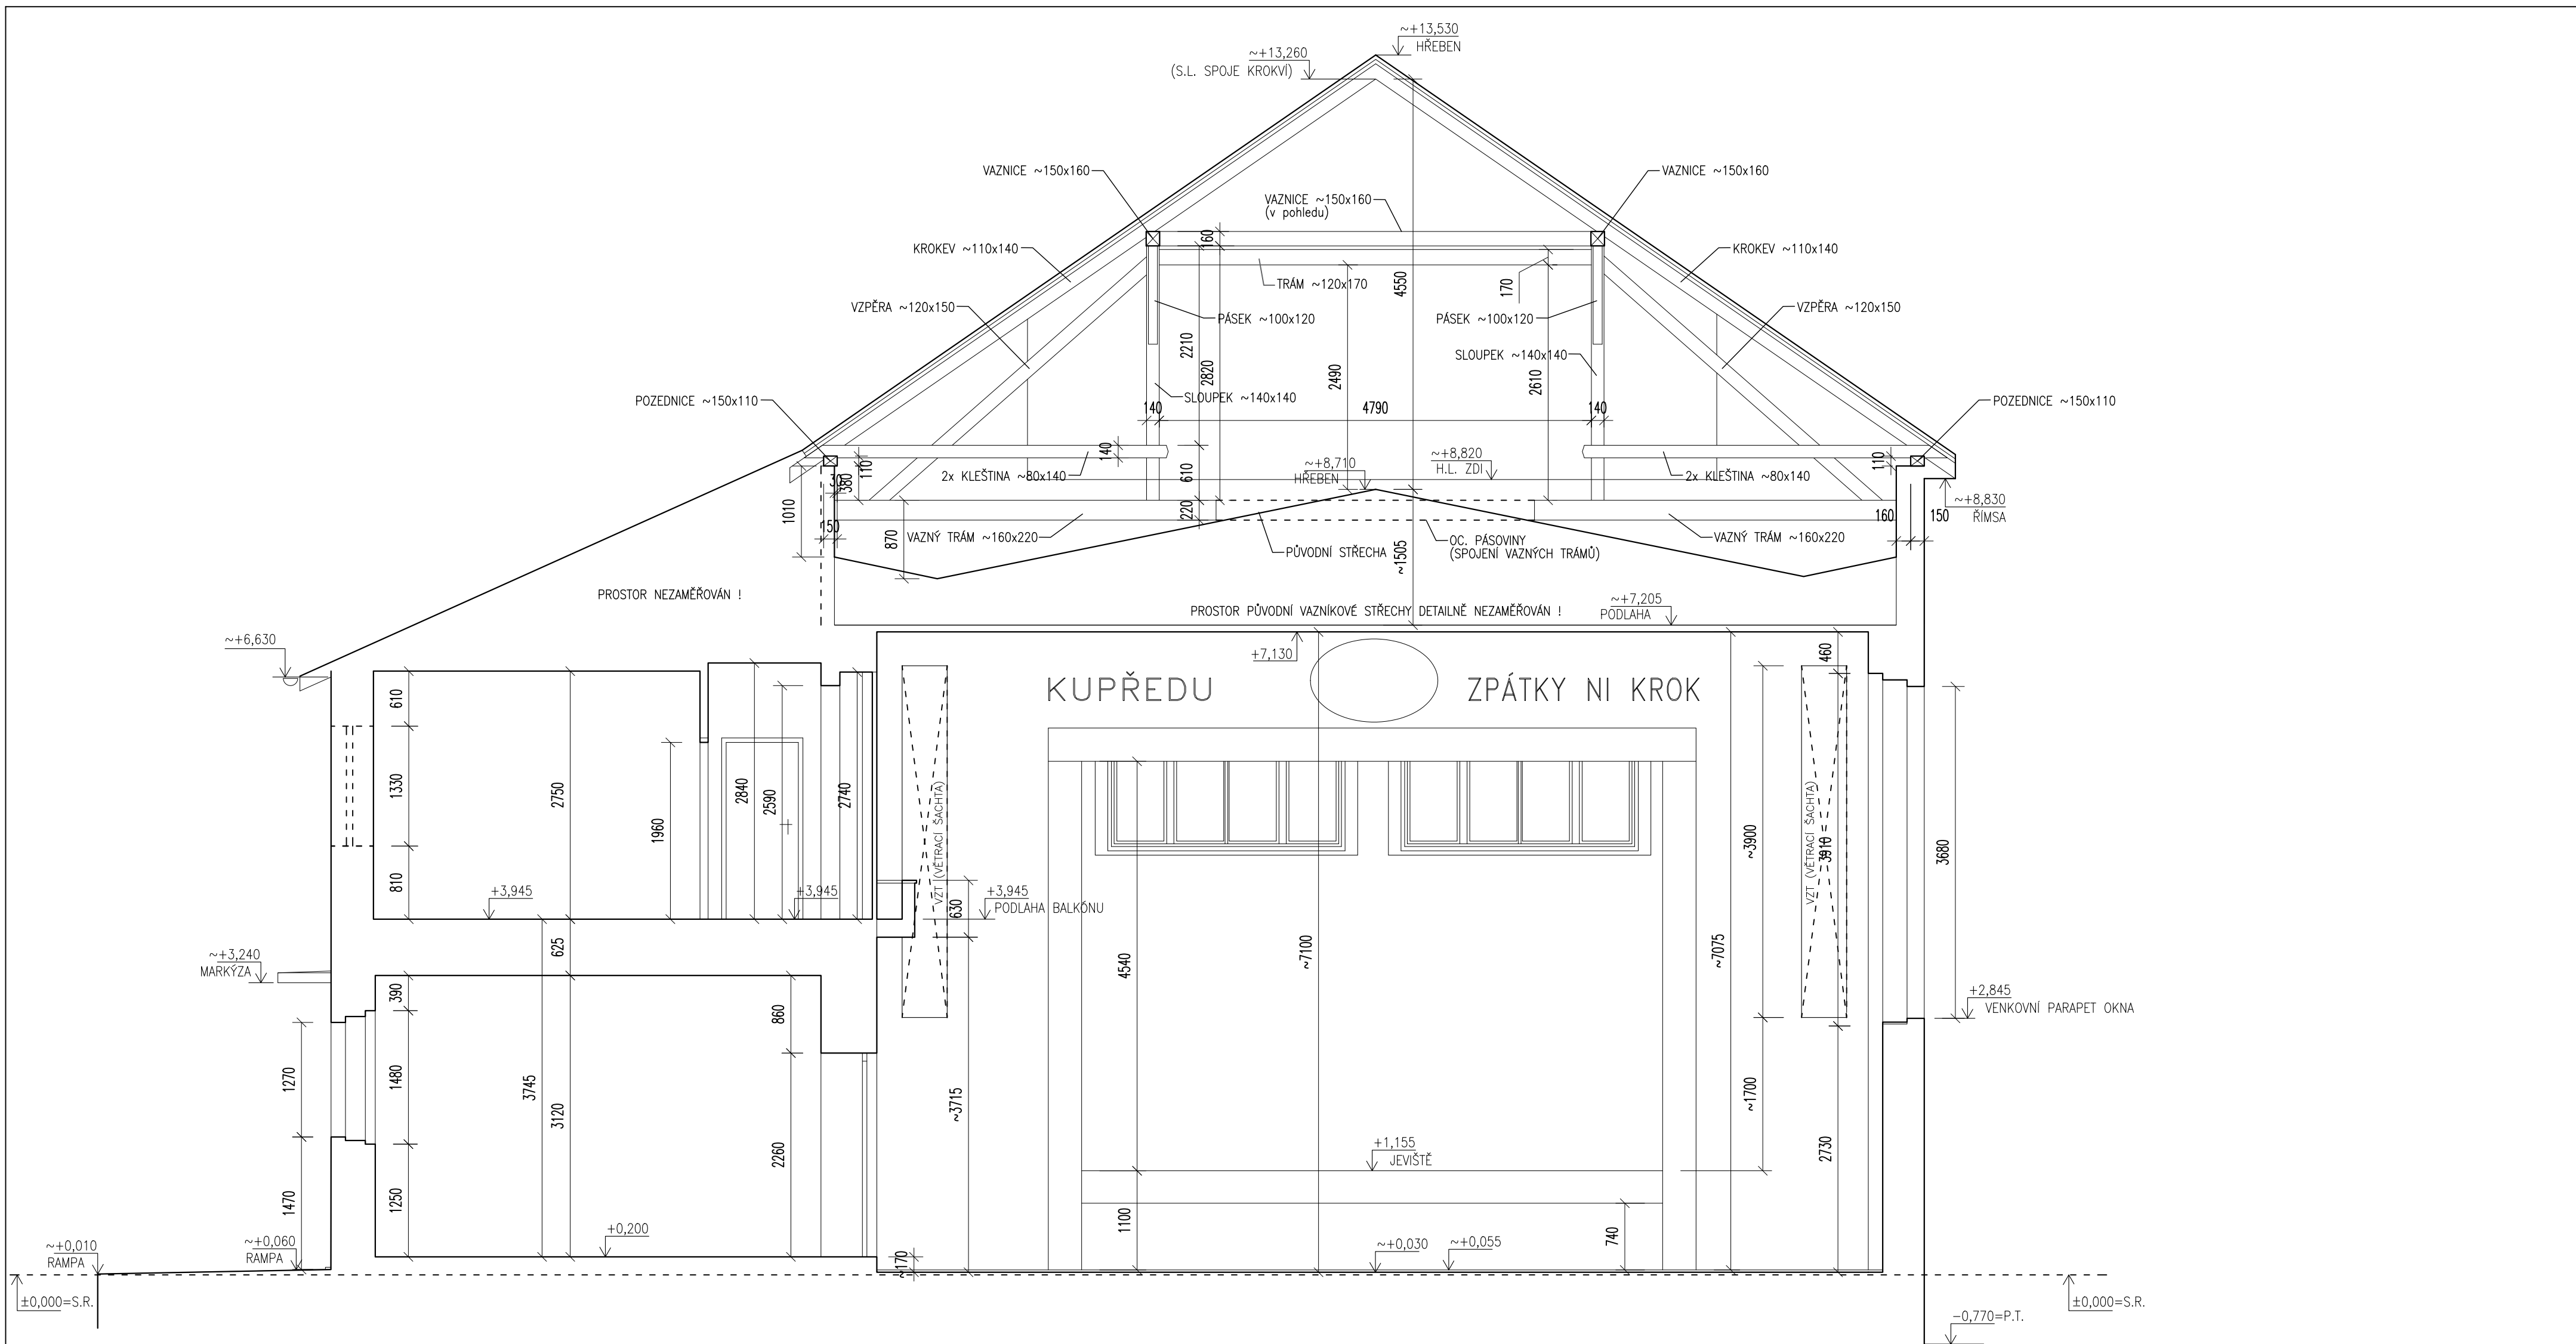 ~+13,530
HŘEBEN
~+13,260
(S.L. SPOJE KROKVÍ)
VAZNICE ~150x160
VAZNICE ~150x160
VAZNICE ~150x160
(v pohledu)
160
KROKEV ~110x140
KROKEV ~110x140
TRÁM ~120x170
4550
170
VZPĚRA ~120x150
VZPĚRA ~120x150
PÁSEK ~100x120
PÁSEK ~100x120
2210
2820
2490
2610
SLOUPEK ~140x140
SLOUPEK ~140x140
POZEDNICE ~150x110
POZEDNICE ~150x110
140
4790
140
140
110
380
30
1010
150
2x KLEŠTINA ~80x140
2x KLEŠTINA ~80x140
610
220
~+8,710
HŘEBEN
~+8,820
H.L. ZDI
110
~+8,830
ŘÍMSA
160
150
870
VAZNÝ TRÁM ~160x220
VAZNÝ TRÁM ~160x220
PŮVODNÍ STŘECHA
OC. PÁSOVINY
(SPOJENÍ VAZNÝCH TRÁMŮ)
~1505
PROSTOR NEZAMĚŘOVÁN !
PROSTOR PŮVODNÍ VAZNÍKOVÉ STŘECHY DETAILNĚ NEZAMĚŘOVÁN !
~+7,205
PODLAHA
~+6,630
+7,130
460
KUPŘEDU
ZPÁTKY NI KROK
610
1330
810
2750
1960
2840
2590
2740
VZT (VĚTRACÍ ŠACHTA)
VZT (VĚTRACÍ ŠACHTA)
~3900
3910
3680
+3,945
+3,945
+3,945
PODLAHA BALKÓNU
630
625
~+3,240
MARKÝZA
390
860
4540
~7100
~7075
+2,845
VENKOVNÍ PARAPET OKNA
1270
1480
3745
3120
~3715
~1700
2730
2260
1470
1250
+1,155
JEVIŠTĚ
1100
740
~+0,010
RAMPA
~+0,060
RAMPA
+0,200
~170
~+0,030
~+0,055
±0,000=S.R.
±0,000=S.R.
-0,770=P.T.